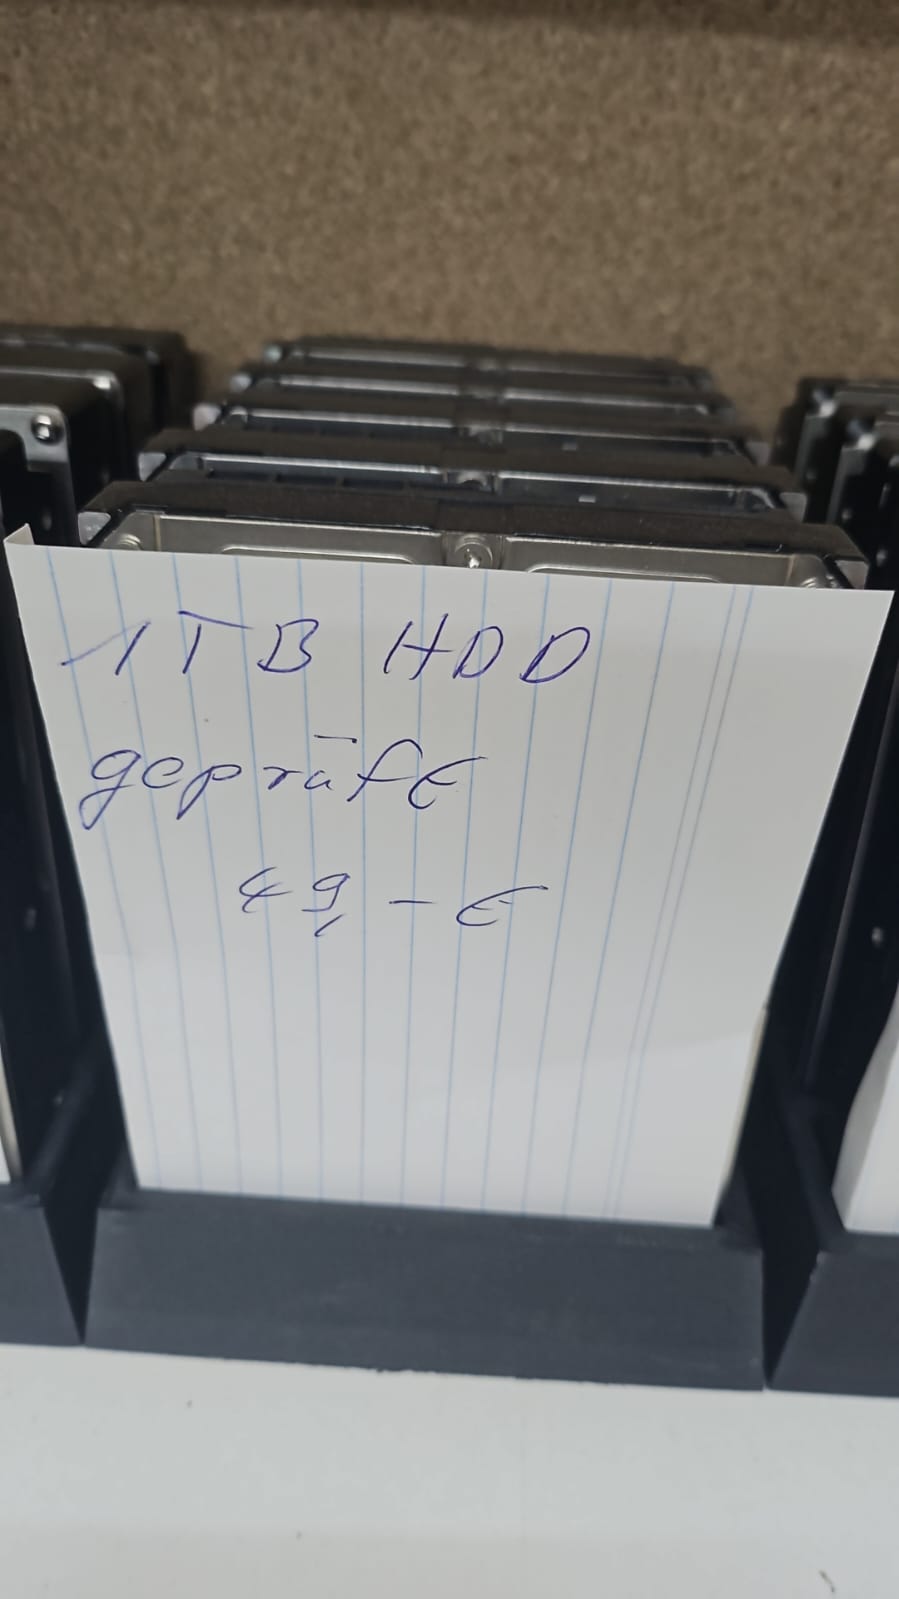 1TB HDD
geprüft
49,- €